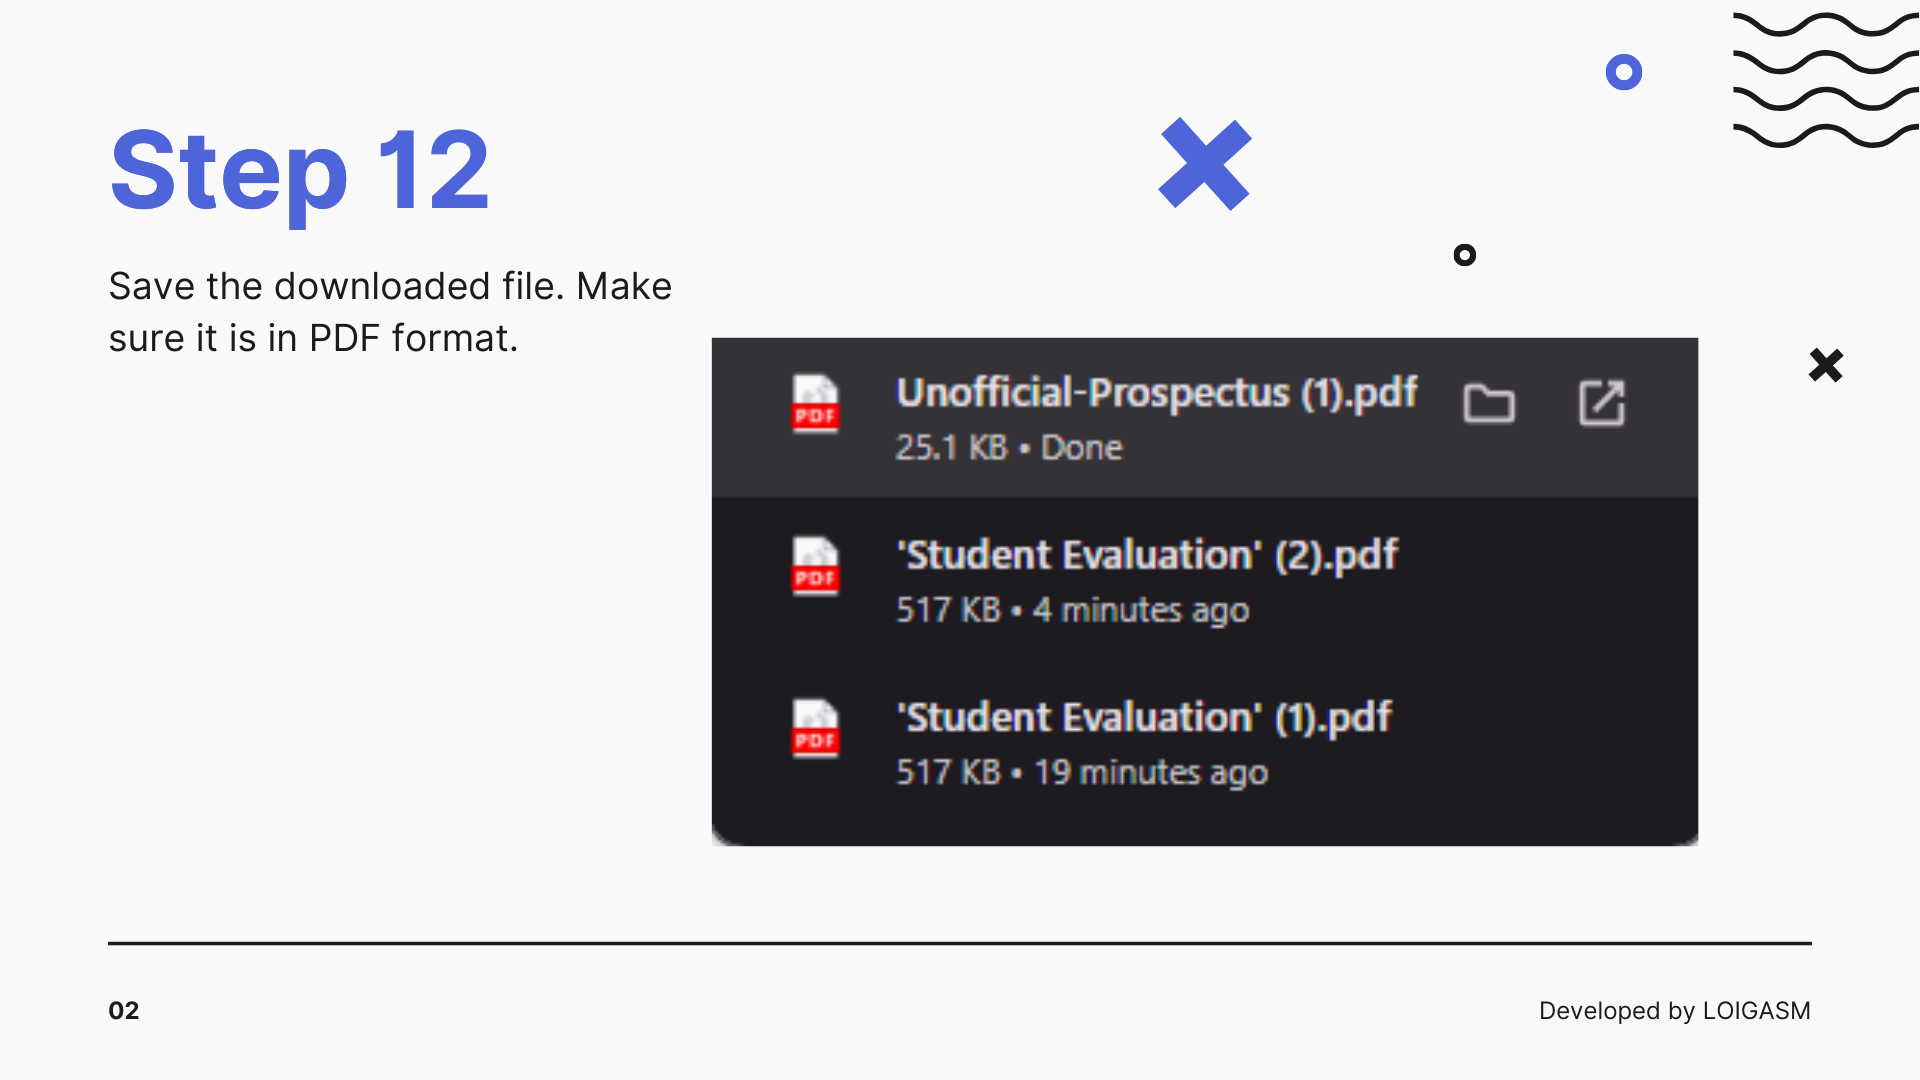 Step 12
Save the downloaded file. Make
sure it is in PDF format.
PDF
Unofficial-Prospectus (1).pdf
25.1 KB • Done
PDF
'Student Evaluation' (2).pdf
517 KB • 4 minutes ago
PDF
'Student Evaluation' (1).pdf
517 KB • 19 minutes ago
02
Developed by LOIGASM